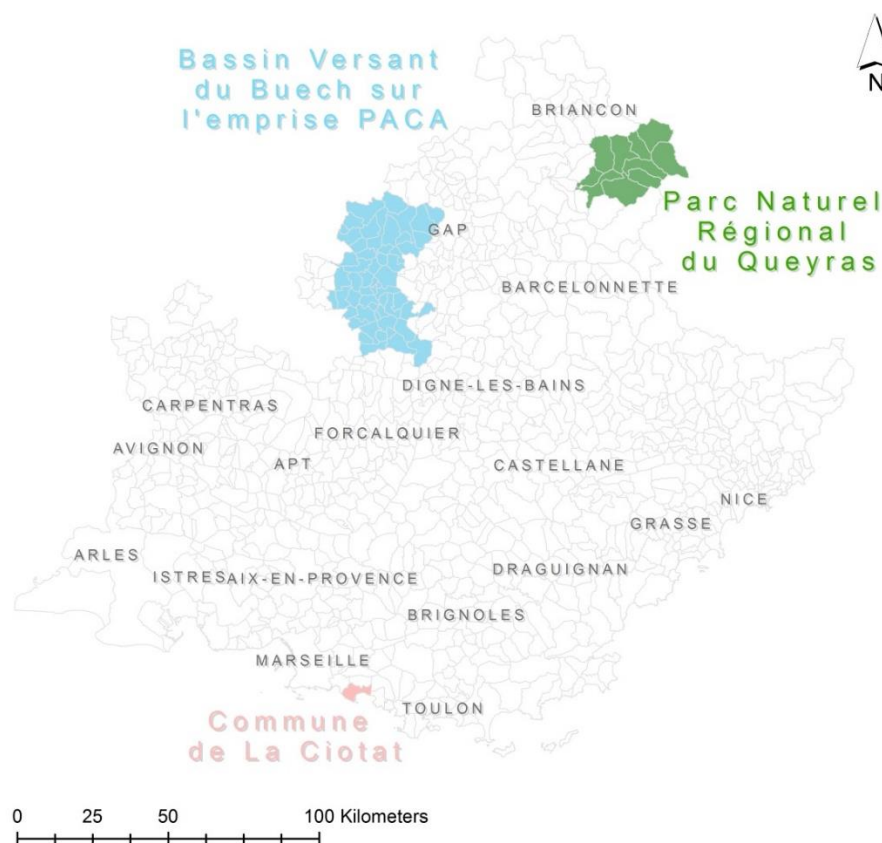 Bassin Versant
du Buech sur
l'emprise PACA
N
BRIANCON
Parc Naturel
Régional
du Queyras
GAP
BARCELONNETTE
DIGNE-LES-BAINS
CARPENTRAS
FORCALQUIER
AVIGNON
APT
CASTELLANE
NICE
GRASSE
ARLES
ISTRES
AIX-EN-PROVENCE
DRAGUIGNAN
BRIGNOLES
MARSEILLE
TOULON
Commune
de La Ciotat
0 25 50 100 Kilometers